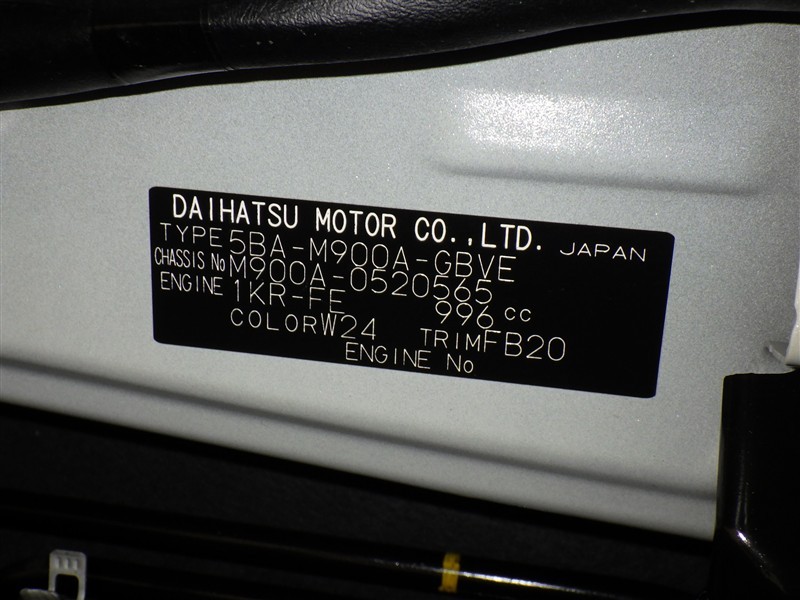 DAIHATSU MOTOR CO.,LTD. JAPAN
TYPE 5BA-M900A-GBVE
CHASSIS No M900A-0520565
ENGINE 1KR-FE 996 cc
COLOR W24 TRIM FB20
ENGINE No